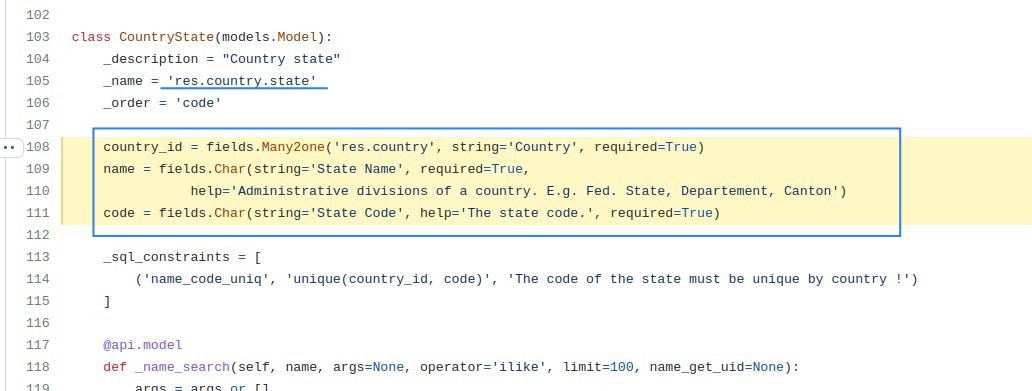 102
103 class CountryState(models.Model):
104     _description = "Country state"
105     _name = 'res.country.state'
106     _order = 'code'
107
108     country_id = fields.Many2one('res.country', string='Country', required=True)
109     name = fields.Char(string='State Name', required=True,
110                help='Administrative divisions of a country. E.g. Fed. State, Departement, Canton')
111     code = fields.Char(string='State Code', help='The state code.', required=True)
112
113     _sql_constraints = [
114         ('name_code_uniq', 'unique(country_id, code)', 'The code of the state must be unique by country !')
115     ]
116
117     @api.model
118     def _name_search(self, name, args=None, operator='ilike', limit=100, name_get_uid=None):
119         args = args or []